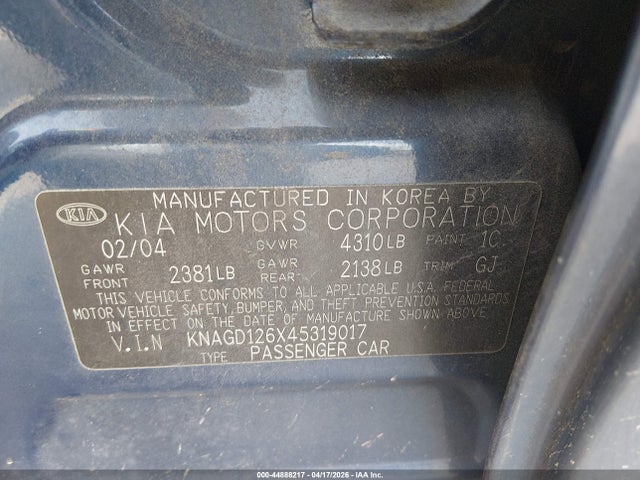 MANUFACTURED IN KOREA BY
KIA KIA MOTORS CORPORATION
02/04 GVWR 4310LB PAINT 1C
GAWR FRONT 2381LB GAWR REAR 2138LB TRIM GJ
THIS VEHICLE CONFORMS TO ALL APPLICABLE U.S.A. FEDERAL
MOTOR VEHICLE SAFETY, BUMPER, AND THEFT PREVENTION STANDARDS
IN EFFECT ON THE DATE OF MANUFACTURE SHOWN ABOVE.
V.I.N KNAGD126X45319017
TYPE PASSENGER CAR
000-44888217 - 04/17/2026 - IAA Inc.